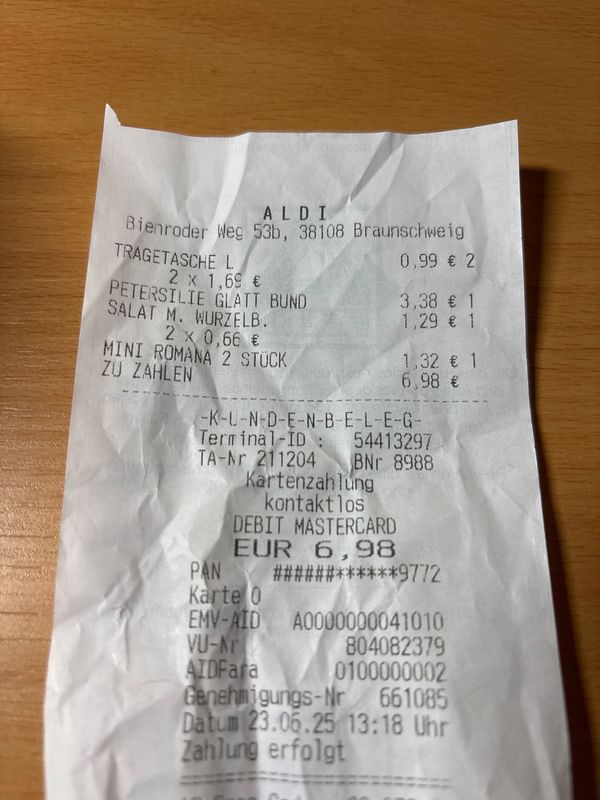 ALDI
Bienroder Weg 53b, 38108 Braunschweig
TRAGETASCHE L 0,99 € 2
2 x 1,69 €
PETERSILIE GLATT BUND 3,38 € 1
SALAT M. WURZELB. 1,29 € 1
2 x 0,66 €
MINI ROMANA 2 STÜCK 1,32 € 1
ZU ZAHLEN 6,98 €
-K-U-N-D-E-N-B-E-L-E-G-
Terminal-ID : 54413297
TA-Nr 211204 BNr 8988
Kartenzahlung
kontaktlos
DEBIT MASTERCARD
EUR 6,98
PAN ######******9772
Karte 0
EMV-AID A0000000041010
VU-Nr 804082379
AIDPara 0100000002
Genehmigungs-Nr 661085
Datum 23.06.25 13:18 Uhr
Zahlung erfolgt